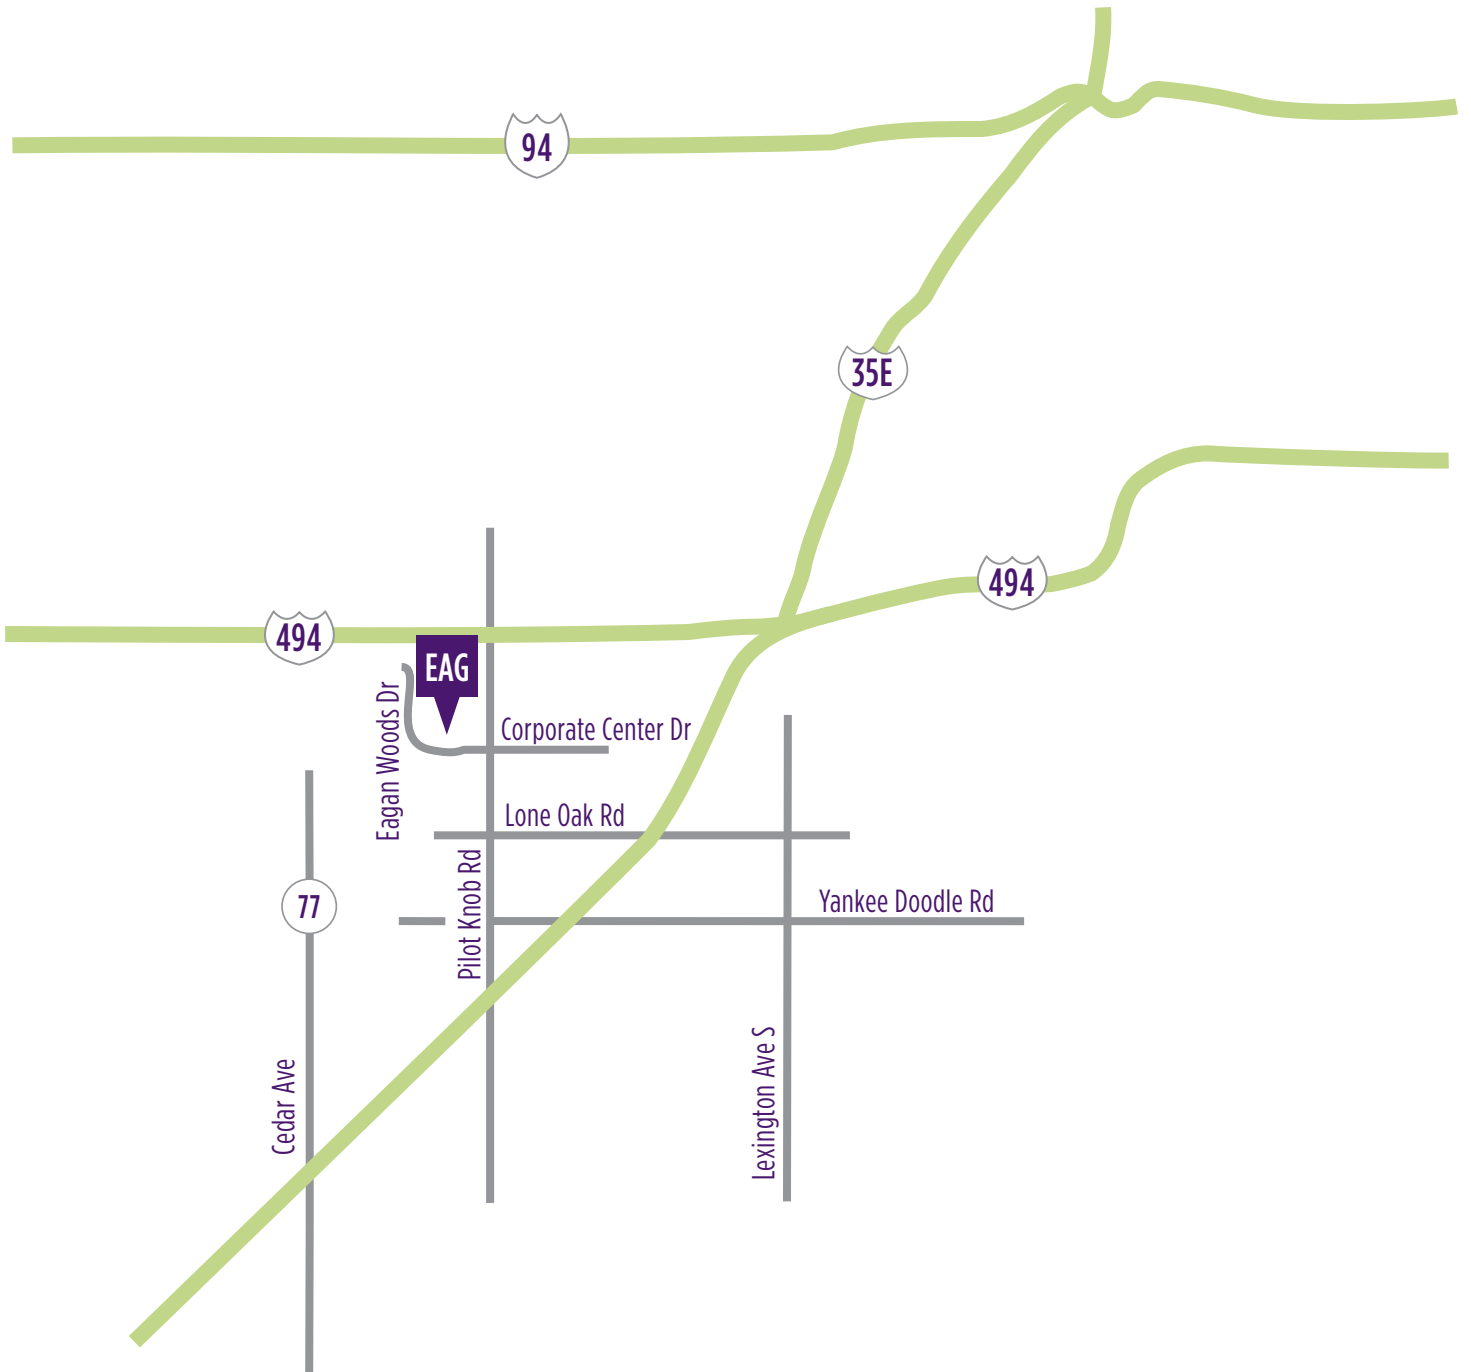 94
35E
494
494
EAG
Eagan Woods Dr
Corporate Center Dr
Lone Oak Rd
Pilot Knob Rd
Yankee Doodle Rd
77
Cedar Ave
Lexington Ave S